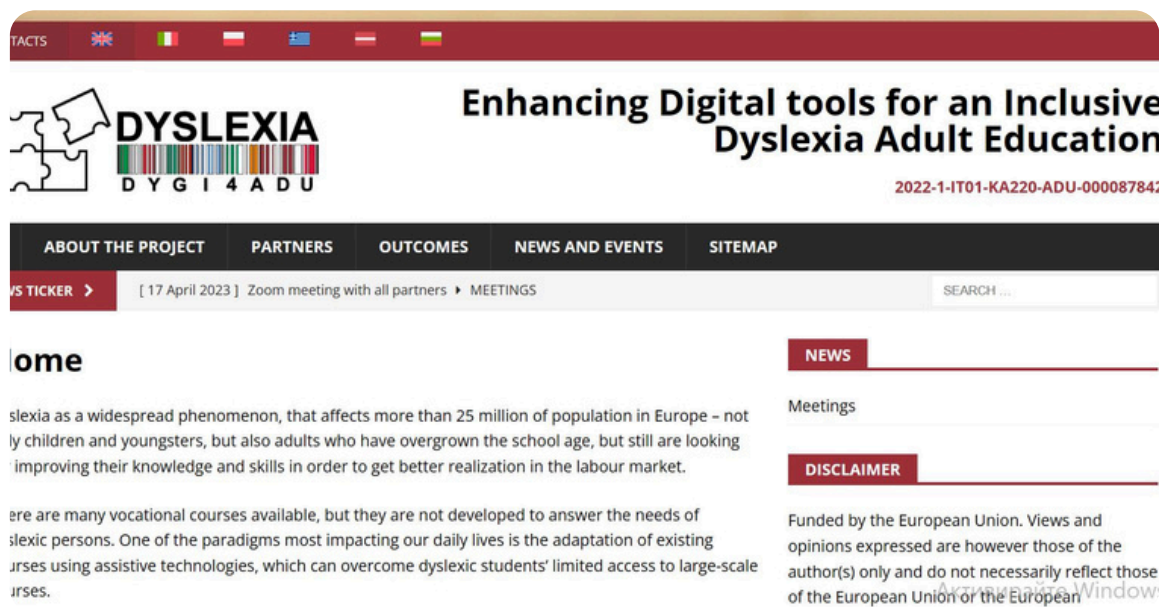 TACTS
DYSLEXIA
DYGI4ADU
Enhancing Digital tools for an Inclusive
Dyslexia Adult Education
2022-1-IT01-KA220-ADU-000087842
ABOUT THE PROJECT PARTNERS OUTCOMES NEWS AND EVENTS SITEMAP
WS TICKER
[ 17 April 2023 ] Zoom meeting with all partners MEETINGS
SEARCH ...
ome
slexia as a widespread phenomenon, that affects more than 25 million of population in Europe – not
ly children and youngsters, but also adults who have overgrown the school age, but still are looking
improving their knowledge and skills in order to get better realization in the labour market.
ere are many vocational courses available, but they are not developed to answer the needs of
slexic persons. One of the paradigms most impacting our daily lives is the adaptation of existing
urses using assistive technologies, which can overcome dyslexic students' limited access to large-scale
urses.
NEWS
Meetings
DISCLAIMER
Funded by the European Union. Views and
opinions expressed are however those of the
author(s) only and do not necessarily reflect those
of the European Union or the European
Активирайте Windows